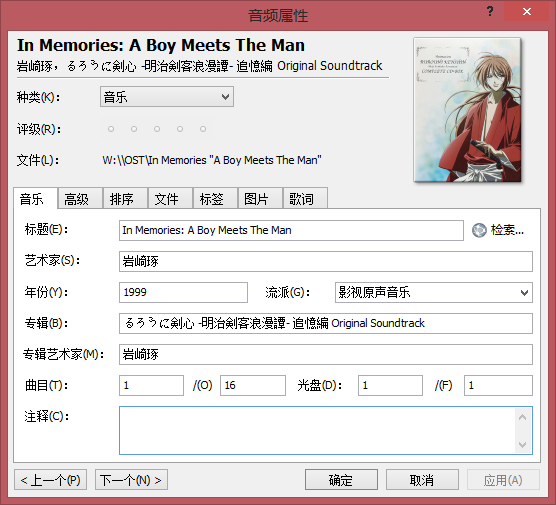 音频属性
?
×
In Memories: A Boy Meets The Man
岩崎琢，るろうに剣心 -明治剣客浪漫譚- 追憶編 Original Soundtrack
种类(K)：
音乐
评级(R)：
文件(L)：
W:\\OST\In Memories "A Boy Meets The Man"
RUROUNI KENSHIN
COMPLETE CD-BOX
音乐 高级 排序 文件 标签 图片 歌词
标题(E)： In Memories: A Boy Meets The Man 检索...
艺术家(S)： 岩崎琢
年份(Y)： 1999 流派(G)： 影视原声音乐
专辑(B)： るろうに剣心 -明治剣客浪漫譚- 追憶編 Original Soundtrack
专辑艺术家(M)： 岩崎琢
曲目(T)： 1 /(O) 16 光盘(D)： 1 /(F) 1
注释(C)：
< 上一个(P) 下一个(N) > 确定 取消 应用(A)